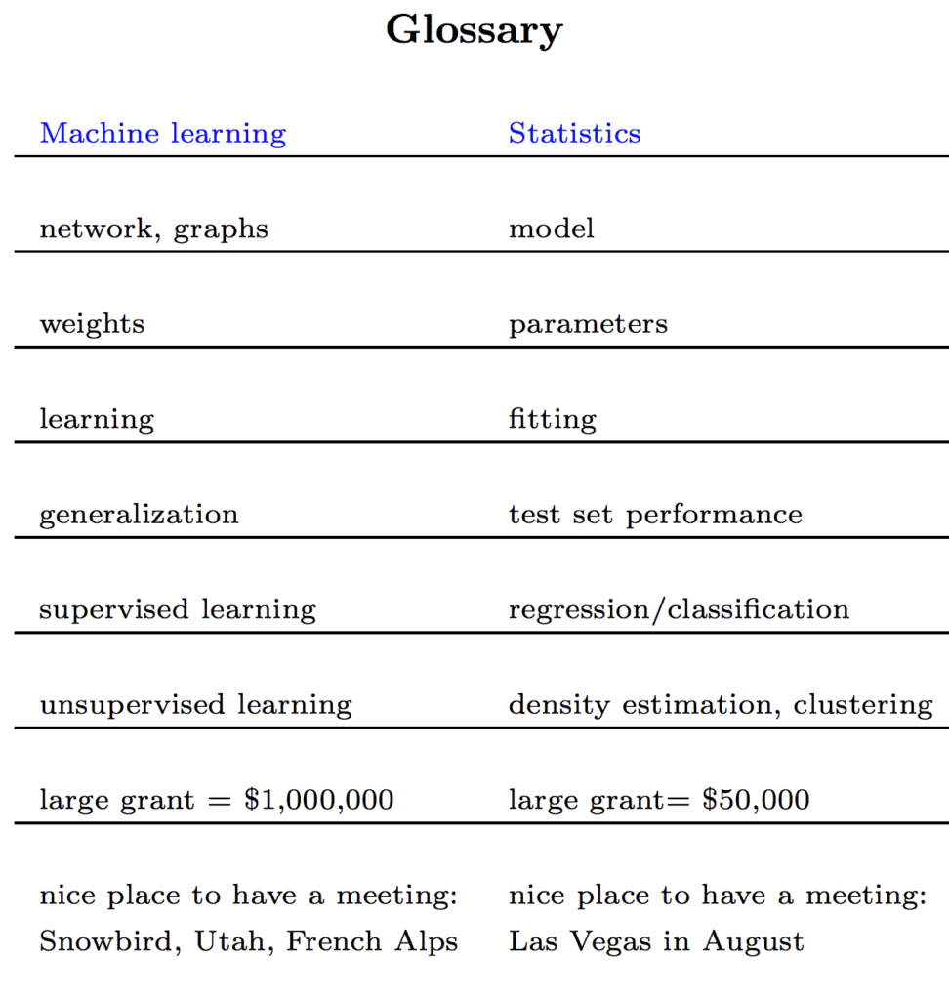 Glossary
Machine learning Statistics
network, graphs model
weights parameters
learning fitting
generalization test set performance
supervised learning regression/classification
unsupervised learning density estimation, clustering
large grant = $1,000,000 large grant= $50,000
nice place to have a meeting: nice place to have a meeting:
Snowbird, Utah, French Alps Las Vegas in August